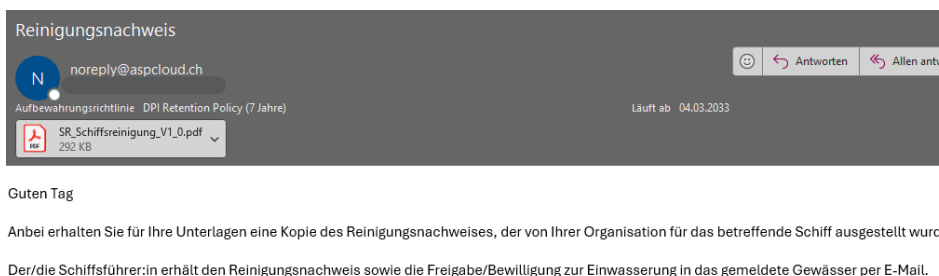 Reinigungsnachweis
N
noreply@aspcloud.ch
Antworten
Allen
Aufbewahrungsrichtlinie DPI Retention Policy (7 Jahre)
Läuft ab 04.03.2033
SR_Schiffsreinigung_V1_0.pdf
PDF
292 KB
Guten Tag
Anbei erhalten Sie für Ihre Unterlagen eine Kopie des Reinigungsnachweises, der von Ihrer Organisation für das betreffende Schiff ausgestellt
Der/die Schiffsführer:in erhält den Reinigungsnachweis sowie die Freigabe/Bewilligung zur Einwasserung in das gemeldete Gewässer per E-Mail.